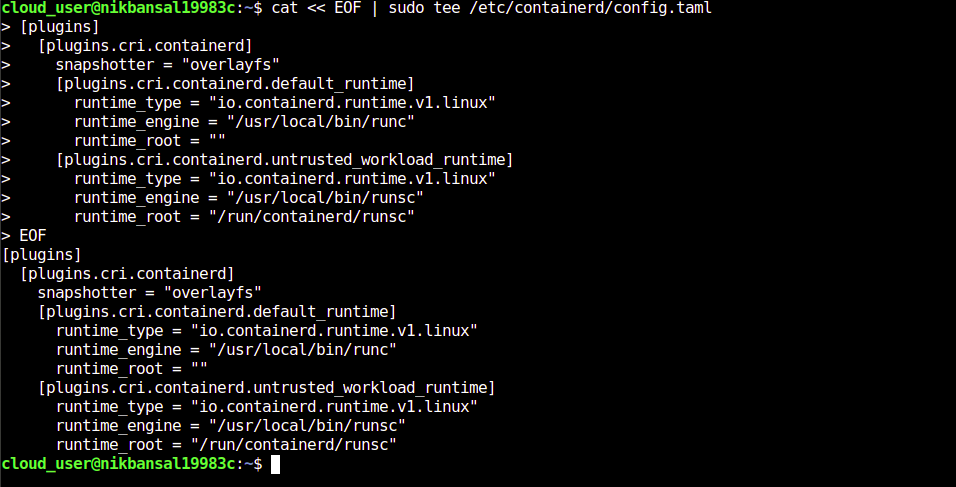 cloud_user@nikbansal19983c:~$ cat << EOF | sudo tee /etc/containerd/config.taml
> [plugins]
>   [plugins.cri.containerd]
>     snapshotter = "overlayfs"
>     [plugins.cri.containerd.default_runtime]
>       runtime_type = "io.containerd.runtime.v1.linux"
>       runtime_engine = "/usr/local/bin/runc"
>       runtime_root = ""
>     [plugins.cri.containerd.untrusted_workload_runtime]
>       runtime_type = "io.containerd.runtime.v1.linux"
>       runtime_engine = "/usr/local/bin/runsc"
>       runtime_root = "/run/containerd/runsc"
> EOF
[plugins]
  [plugins.cri.containerd]
    snapshotter = "overlayfs"
    [plugins.cri.containerd.default_runtime]
      runtime_type = "io.containerd.runtime.v1.linux"
      runtime_engine = "/usr/local/bin/runc"
      runtime_root = ""
    [plugins.cri.containerd.untrusted_workload_runtime]
      runtime_type = "io.containerd.runtime.v1.linux"
      runtime_engine = "/usr/local/bin/runsc"
      runtime_root = "/run/containerd/runsc"
cloud_user@nikbansal19983c:~$